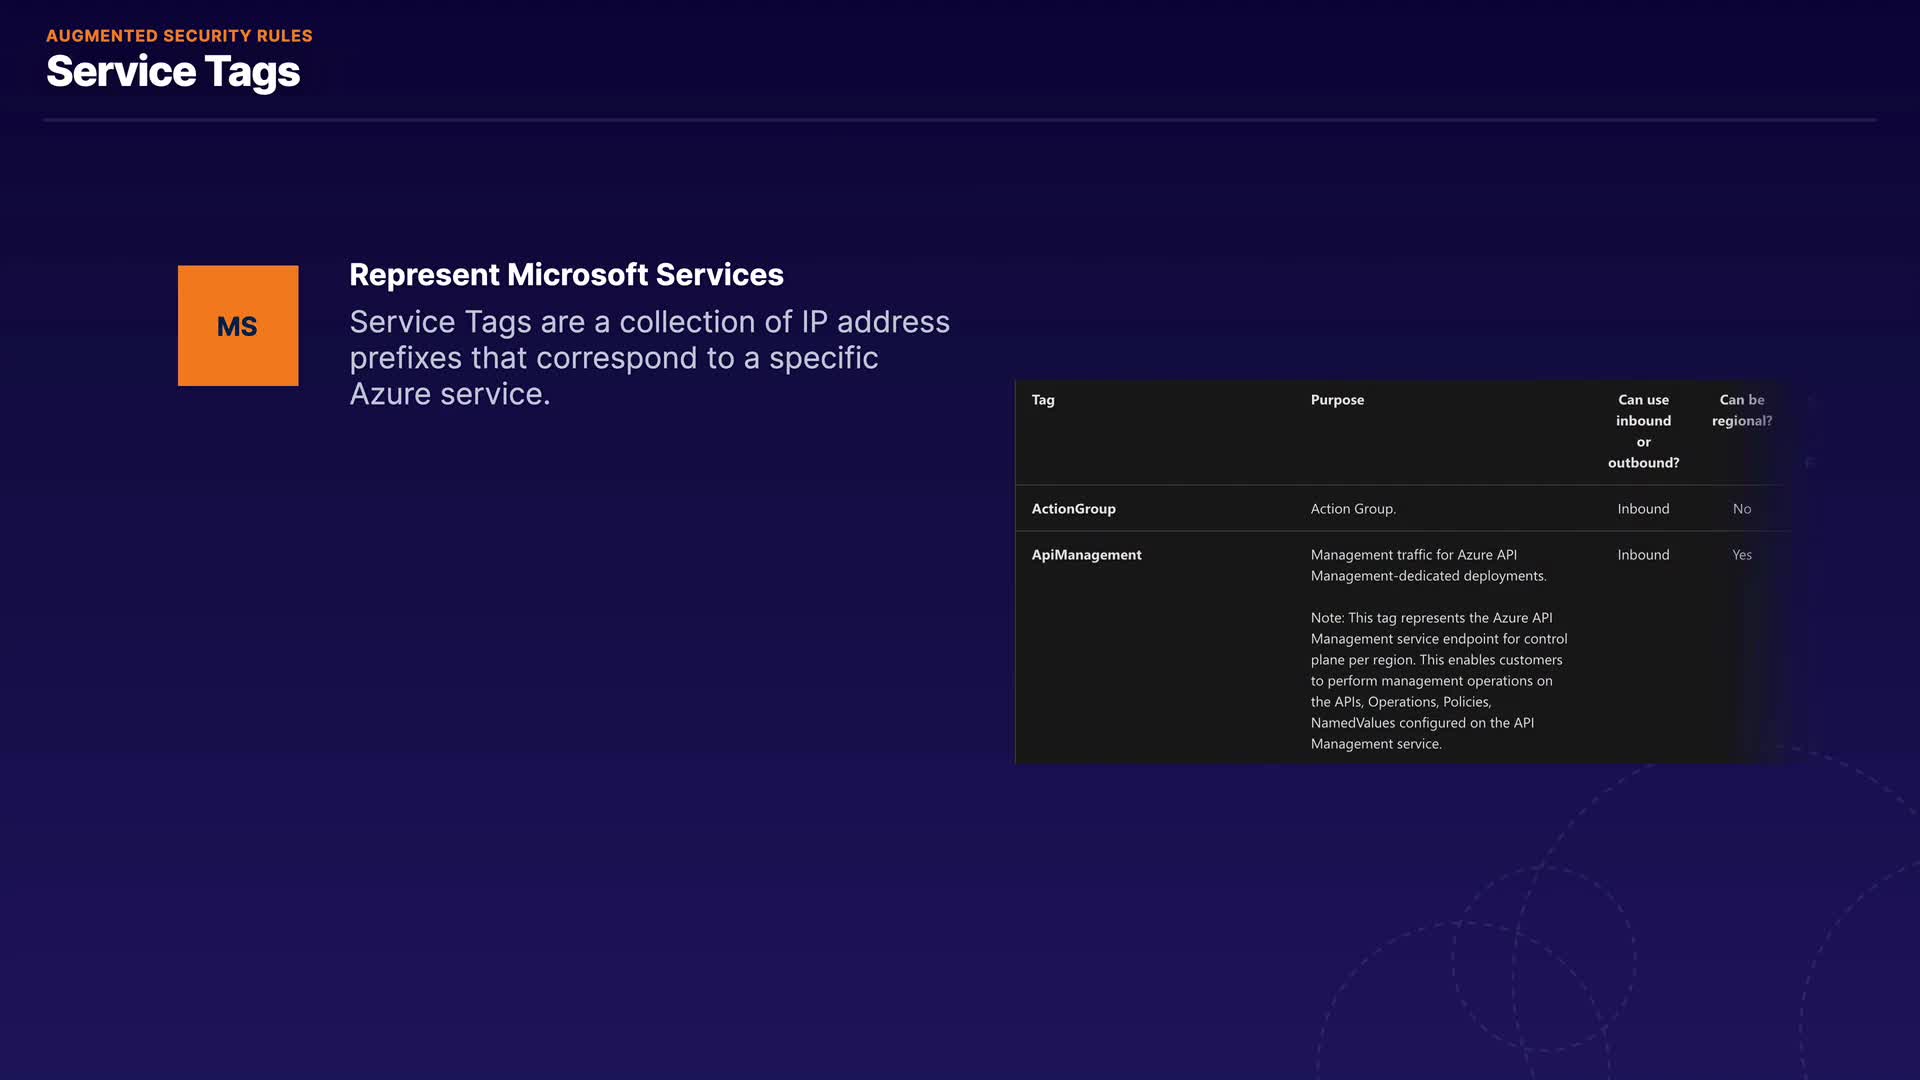 AUGMENTED SECURITY RULES
Service Tags
MS
Represent Microsoft Services
Service Tags are a collection of IP address
prefixes that correspond to a specific
Azure service.
Tag
Purpose
Can use
inbound
or
outbound?
Can be
regional?
ActionGroup
Action Group.
Inbound
No
ApiManagement
Management traffic for Azure API
Management-dedicated deployments.
Note: This tag represents the Azure API
Management service endpoint for control
plane per region. This enables customers
to perform management operations on
the APIs, Operations, Policies,
NamedValues configured on the API
Management service.
Inbound
Yes